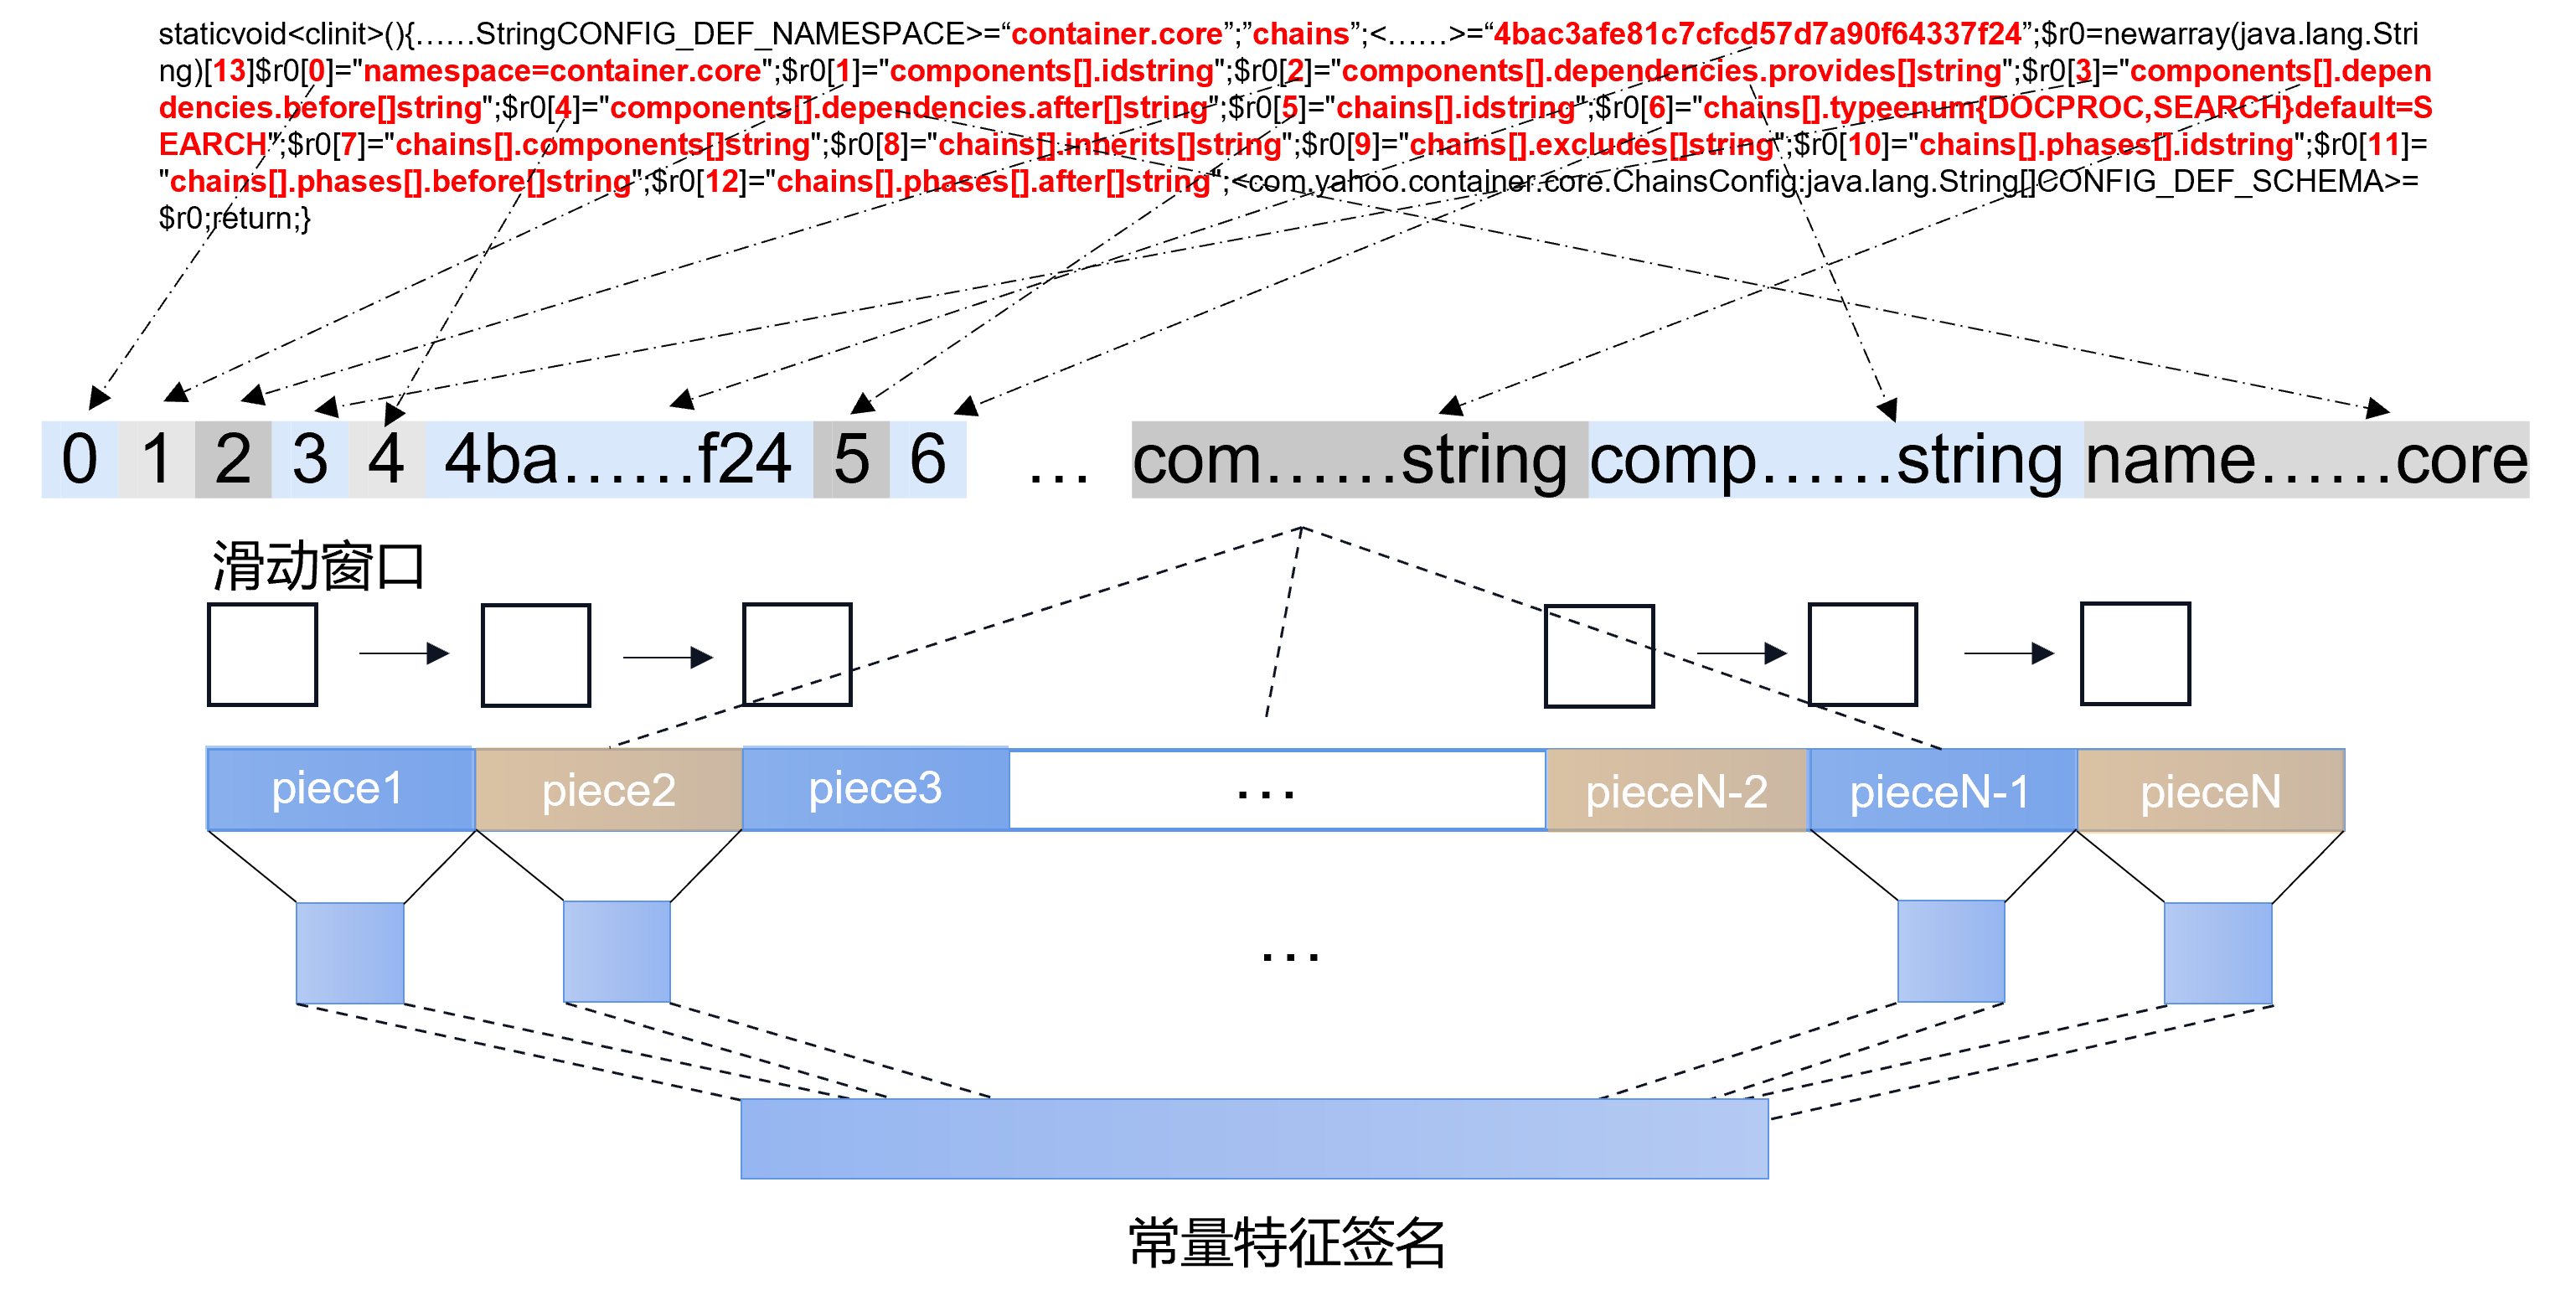 staticvoid<clinit>(){……StringCONFIG_DEF_NAMESPACE>=“container.core”;”chains”;<……>=“4bac3afe81c7cfcd57d7a90f64337f24”;$r0=newarray(java.lang.Stri
ng)[13]$r0[0]="namespace=container.core";$r0[1]="components[].idstring";$r0[2]="components[].dependencies.provides[]string";$r0[3]="components[].depen
dencies.before[]string";$r0[4]="components[].dependencies.after[]string";$r0[5]="chains[].idstring";$r0[6]="chains[].typeenum{DOCPROC,SEARCH}default=S
EARCH";$r0[7]="chains[].components[]string";$r0[8]="chains[].inherits[]string";$r0[9]="chains[].excludes[]string";$r0[10]="chains[].phases[].idstring";$r0[11]=
"chains[].phases[].before[]string";$r0[12]="chains[].phases[].after[]string";<com.yahoo.container.core.ChainsConfig:java.lang.String[]CONFIG_DEF_SCHEMA>=
$r0;return;}
0 1 2 3 4 4ba……f24 5 6 … com……string comp……string name……core
滑动窗口
piece1 piece2 piece3 … pieceN-2 pieceN-1 pieceN
…
常量特征签名